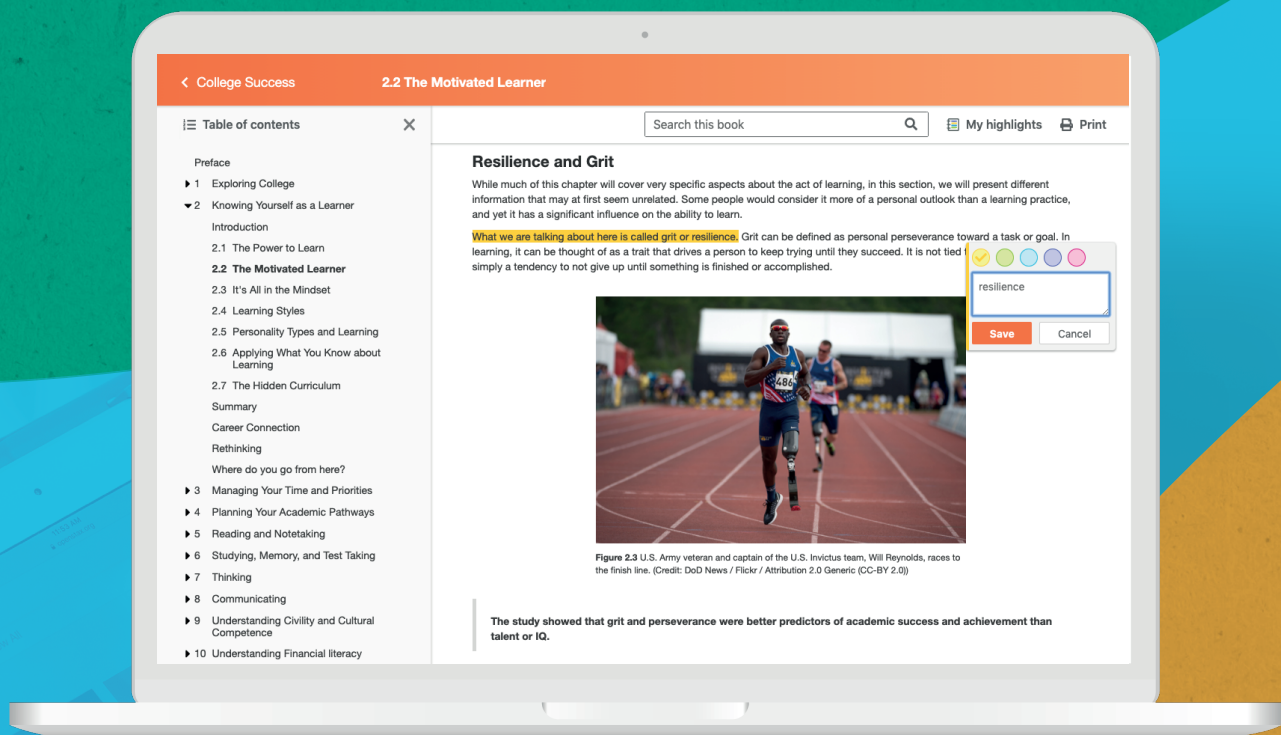 College Success
2.2 The Motivated Learner
Table of contents
Search this book
My highlights
Print
Preface
1 Exploring College
2 Knowing Yourself as a Learner
Introduction
2.1 The Power to Learn
2.2 The Motivated Learner
2.3 It's All in the Mindset
2.4 Learning Styles
2.5 Personality Types and Learning
2.6 Applying What You Know about
Learning
2.7 The Hidden Curriculum
Summary
Career Connection
Rethinking
Where do you go from here?
3 Managing Your Time and Priorities
4 Planning Your Academic Pathways
5 Reading and Notetaking
6 Studying, Memory, and Test Taking
7 Thinking
8 Communicating
9 Understanding Civility and Cultural
Competence
10 Understanding Financial literacy
Resilience and Grit
While much of this chapter will cover very specific aspects about the act of learning, in this section, we will present different
information that may at first seem unrelated. Some people would consider it more of a personal outlook than a learning practice,
and yet it has a significant influence on the ability to learn.
What we are talking about here is called grit or resilience. Grit can be defined as personal perseverance toward a task or goal. In
learning, it can be thought of as a trait that drives a person to keep trying until they succeed. It is not tied
simply a tendency to not give up until something is finished or accomplished.
resilience
Save
Cancel
486
Figure 2.3 U.S. Army veteran and captain of the U.S. Invictus team, Will Reynolds, races to
the finish line. (Credit: DoD News / Flickr / Attribution 2.0 Generic (CC-BY 2.0))
The study showed that grit and perseverance were better predictors of academic success and achievement than
talent or IQ.